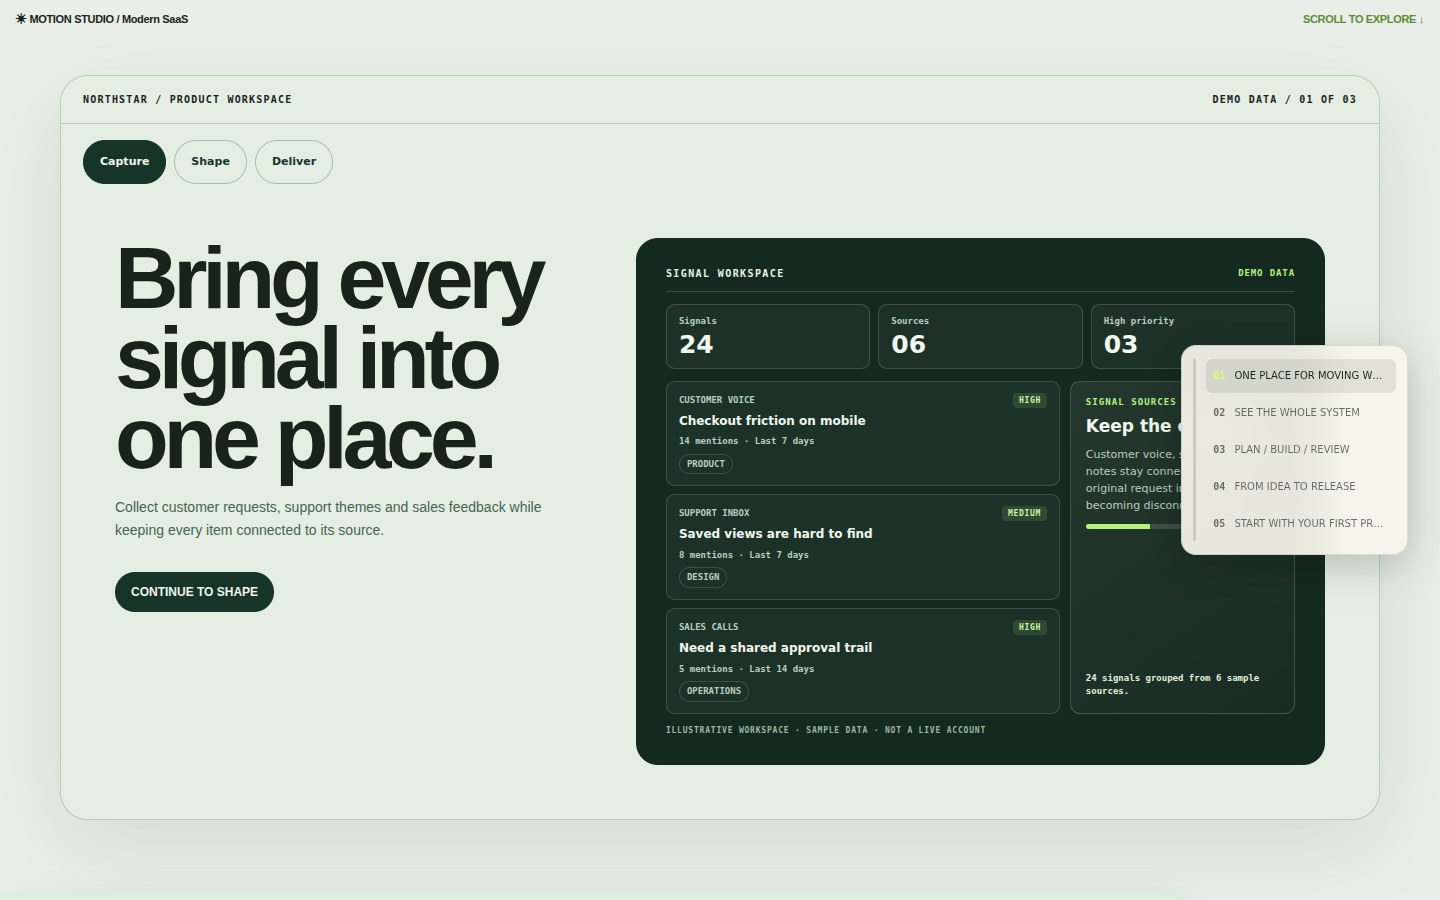 ☀ MOTION STUDIO / Modern SaaS
SCROLL TO EXPLORE ↓
NORTHSTAR / PRODUCT WORKSPACE
DEMO DATA / 01 OF 03
Capture
Shape
Deliver
Bring every
signal into
one place.
Collect customer requests, support themes and sales feedback while
keeping every item connected to its source.
CONTINUE TO SHAPE
SIGNAL WORKSPACE
DEMO DATA
Signals
24
Sources
06
High priority
03
CUSTOMER VOICE
HIGH
Checkout friction on mobile
14 mentions · Last 7 days
PRODUCT
SUPPORT INBOX
MEDIUM
Saved views are hard to find
8 mentions · Last 7 days
DESIGN
SALES CALLS
HIGH
Need a shared approval trail
5 mentions · Last 14 days
OPERATIONS
SIGNAL SOURCES
Keep the
Customer voice,
notes stay
original request
becoming
24 signals grouped from 6 sample
sources.
ILLUSTRATIVE WORKSPACE · SAMPLE DATA · NOT A LIVE ACCOUNT
01 ONE PLACE FOR MOVING W…
02 SEE THE WHOLE SYSTEM
03 PLAN / BUILD / REVIEW
04 FROM IDEA TO RELEASE
05 START WITH YOUR FIRST PR…